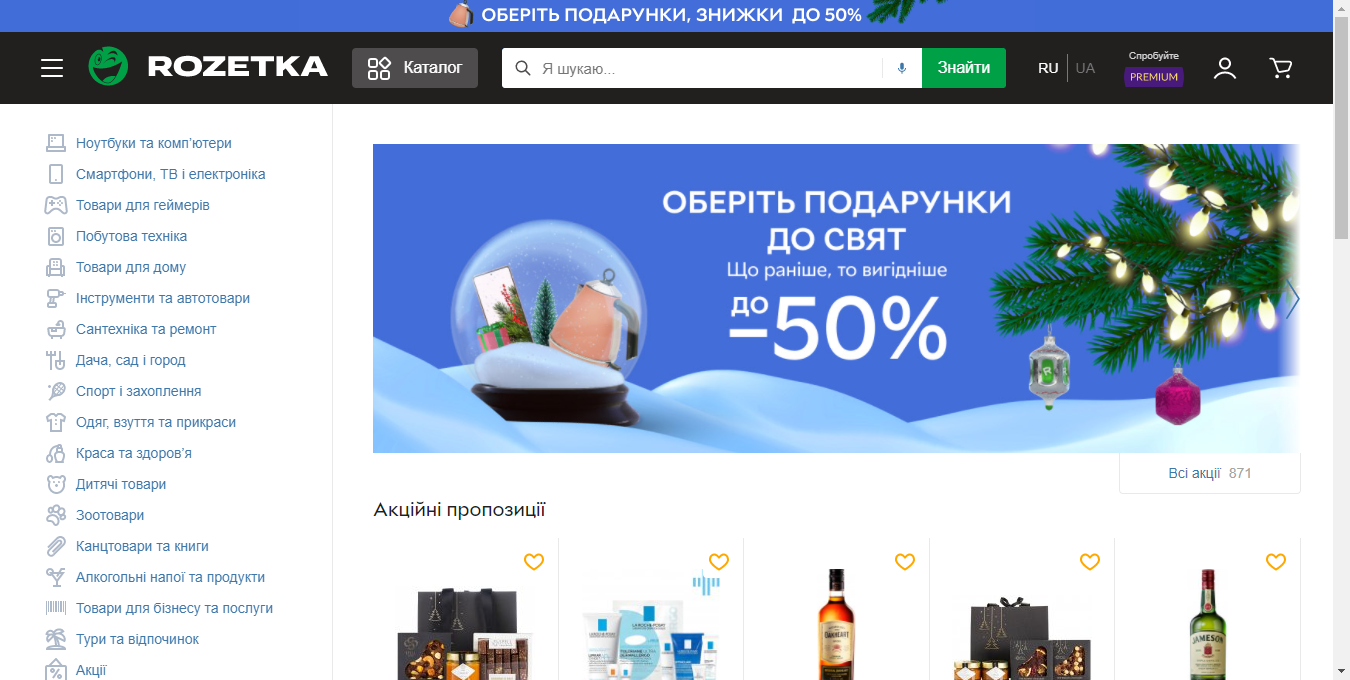 ОБЕРІТЬ ПОДАРУНКИ, ЗНИЖКИ ДО 50%
ROZETKA
Каталог
Я шукаю...
Знайти
RU
UA
Спробуйте
PREMIUM
Ноутбуки та комп’ютери
Смартфони, ТВ і електроніка
Товари для геймерів
Побутова техніка
Товари для дому
Інструменти та автотовари
Сантехніка та ремонт
Дача, сад і город
Спорт і захоплення
Одяг, взуття та прикраси
Краса та здоров’я
Дитячі товари
Зоотовари
Канцтовари та книги
Алкогольні напої та продукти
Товари для бізнесу та послуги
Тури та відпочинок
Акції
ОБЕРІТЬ ПОДАРУНКИ
ДО СВЯТ
Що раніше, то вигідніше
до
–50%
R
Всі акції 871
Акційні пропозиції
LA ROCHE-POSAY
OAKHEART
JAMESON